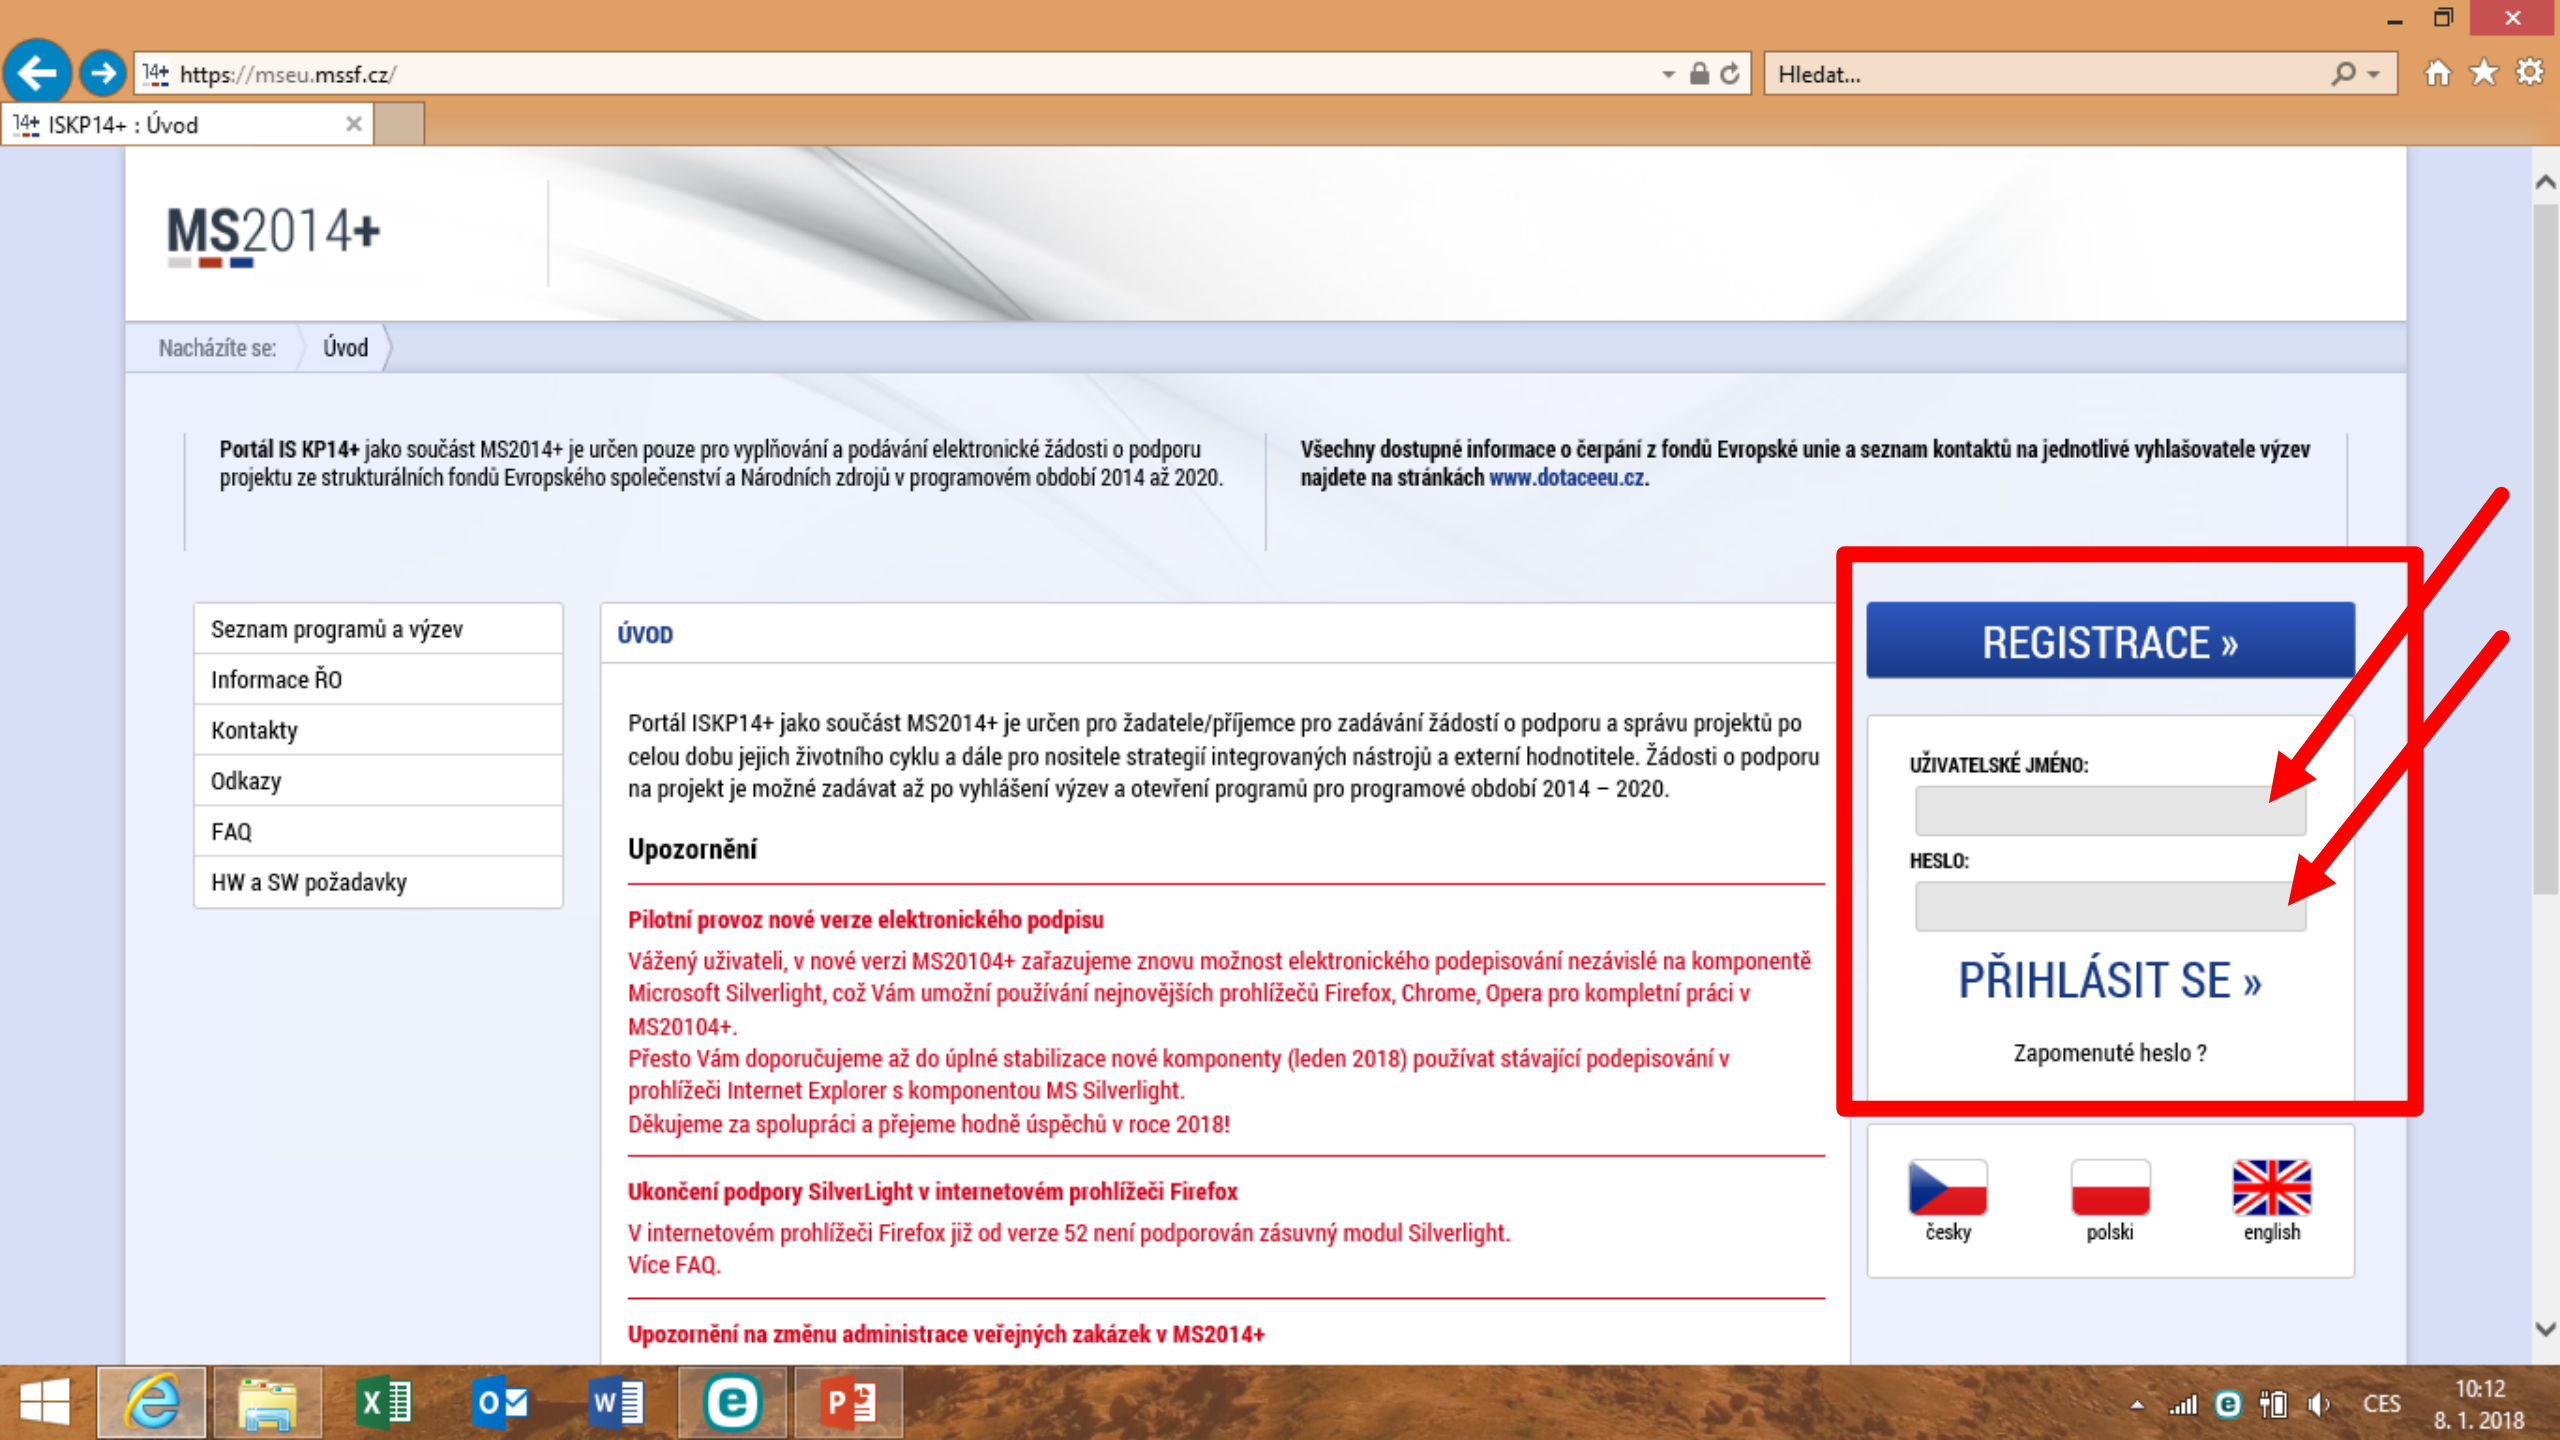 https://mseu.mssf.cz/
Hledat...
14+ ISKP14+ : Úvod
MS2014+
Nacházíte se: Úvod
Portál IS KP14+ jako součást MS2014+ je určen pouze pro vyplňování a podávání elektronické žádosti o podporu
projektu ze strukturálních fondů Evropského společenství a Národních zdrojů v programovém období 2014 až 2020.
Všechny dostupné informace o čerpání z fondů Evropské unie a seznam kontaktů na jednotlivé vyhlašovatele výzev
najdete na stránkách www.dotaceeu.cz.
Seznam programů a výzev
Informace ŘO
Kontakty
Odkazy
FAQ
HW a SW požadavky
ÚVOD
Portál ISKP14+ jako součást MS2014+ je určen pro žadatele/příjemce pro zadávání žádostí o podporu a správu projektů po
celou dobu jejich životního cyklu a dále pro nositele strategií integrovaných nástrojů a externí hodnotitele. Žádosti o podporu
na projekt je možné zadávat až po vyhlášení výzev a otevření programů pro programové období 2014 – 2020.
Upozornění
Pilotní provoz nové verze elektronického podpisu
Vážený uživateli, v nové verzi MS20104+ zařazujeme znovu možnost elektronického podepisování nezávislé na komponentě
Microsoft Silverlight, což Vám umožní používání nejnovějších prohlížečů Firefox, Chrome, Opera pro kompletní práci v
MS20104+.
Přesto Vám doporučujeme až do úplné stabilizace nové komponenty (leden 2018) používat stávající podepisování v
prohlížeči Internet Explorer s komponentou MS Silverlight.
Děkujeme za spolupráci a přejeme hodně úspěchů v roce 2018!
Ukončení podpory SilverLight v internetovém prohlížeči Firefox
V internetovém prohlížeči Firefox již od verze 52 není podporován zásuvný modul Silverlight.
Více FAQ.
Upozornění na změnu administrace veřejných zakázek v MS2014+
REGISTRACE »
UŽIVATELSKÉ JMÉNO:
HESLO:
PŘIHLÁSIT SE »
Zapomenuté heslo ?
česky
polski
english
CES
10:12
8. 1. 2018